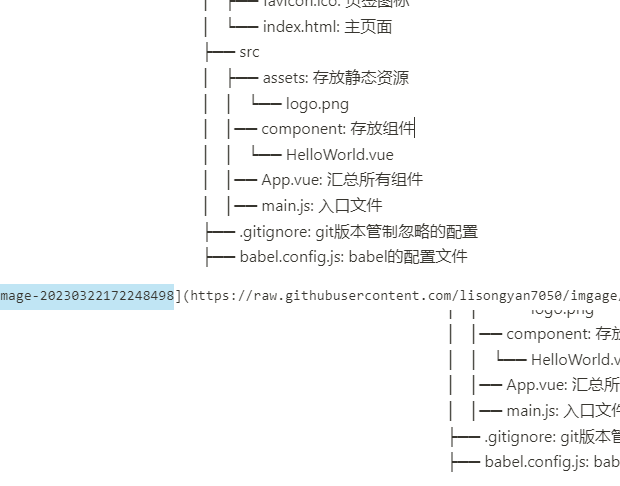 │ ├── favicon.ico: 页签图标
│ └── index.html: 主页面
├── src
│ ├── assets: 存放静态资源
│ │ └── logo.png
│ │── component: 存放组件
│ │ └── HelloWorld.vue
│ │── App.vue: 汇总所有组件
│ │── main.js: 入口文件
├── .gitignore: git版本管制忽略的配置
├── babel.config.js: babel的配置文件
mage-20230322172248498](https://raw.githubusercontent.com/lisongyan7050/imgage/
│ │ └── logo.png
│ │── component: 存放
│ │ └── HelloWorld.v
│ │── App.vue: 汇总所
│ │── main.js: 入口文件
├── .gitignore: git版本管
├── babel.config.js: bab